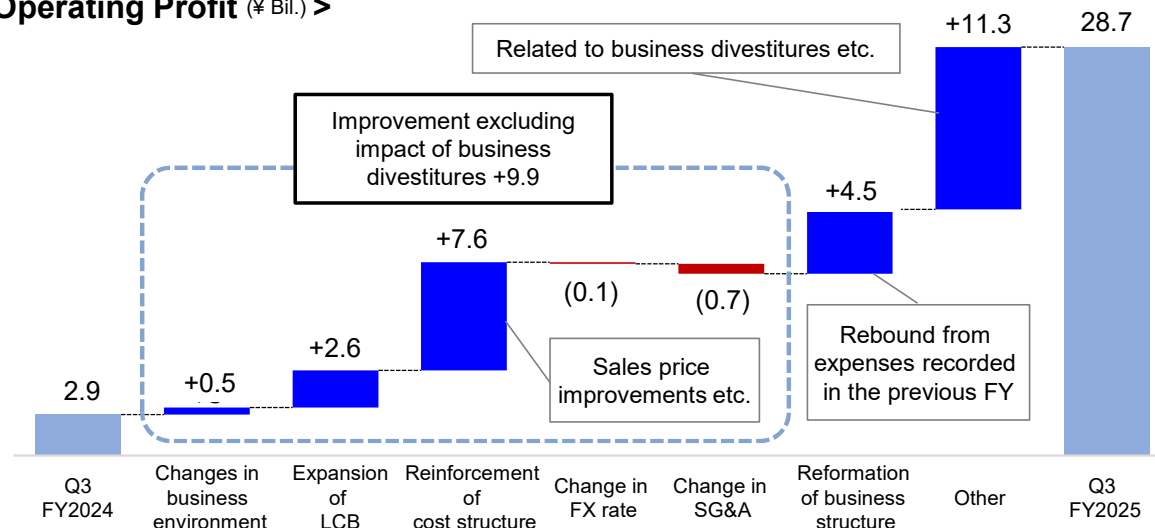 Operating Profit (¥ Bil.) >
+11.3
28.7
Related to business divestitures etc.
Improvement excluding
impact of business
divestitures +9.9
+4.5
+7.6
(0.1)
(0.7)
+2.6
Sales price
improvements etc.
Rebound from
expenses recorded
in the previous FY
2.9
+0.5
Q3
FY2024
Changes in
business
environment
Expansion
of
LCB
Reinforcement
of
cost structure
Change in
FX rate
Change in
SG&A
Reformation
of business
structure
Other
Q3
FY2025